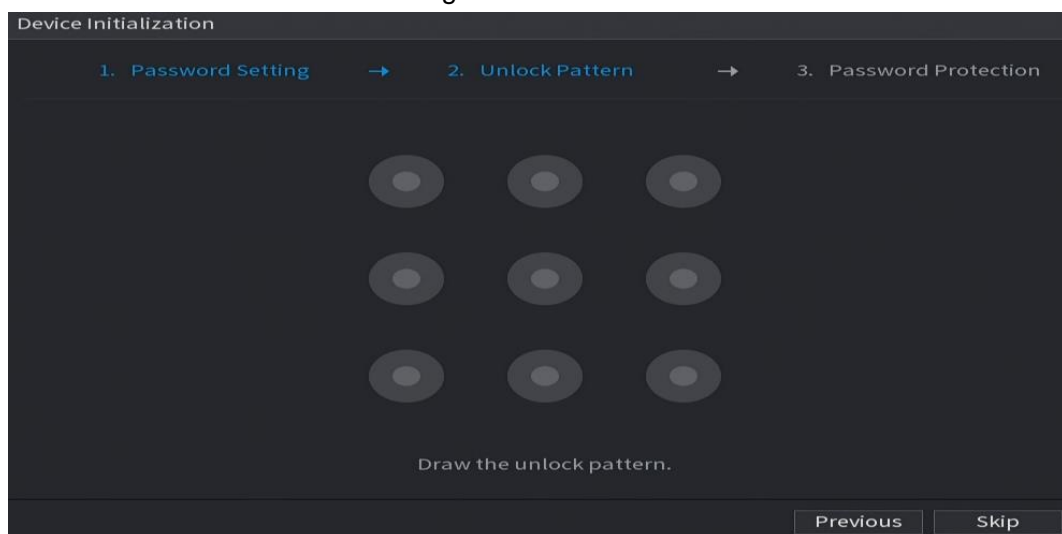 Device Initialization
1. Password Setting → 2. Unlock Pattern → 3. Password Protection
Draw the unlock pattern.
Previous Skip